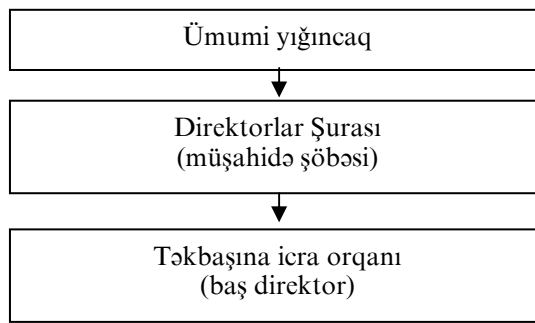 Ümumi yığıncaq
Direktorlar Şurası
(müşahidə şöbəsi)
Təkbaşına icra orqanı
(baş direktor)